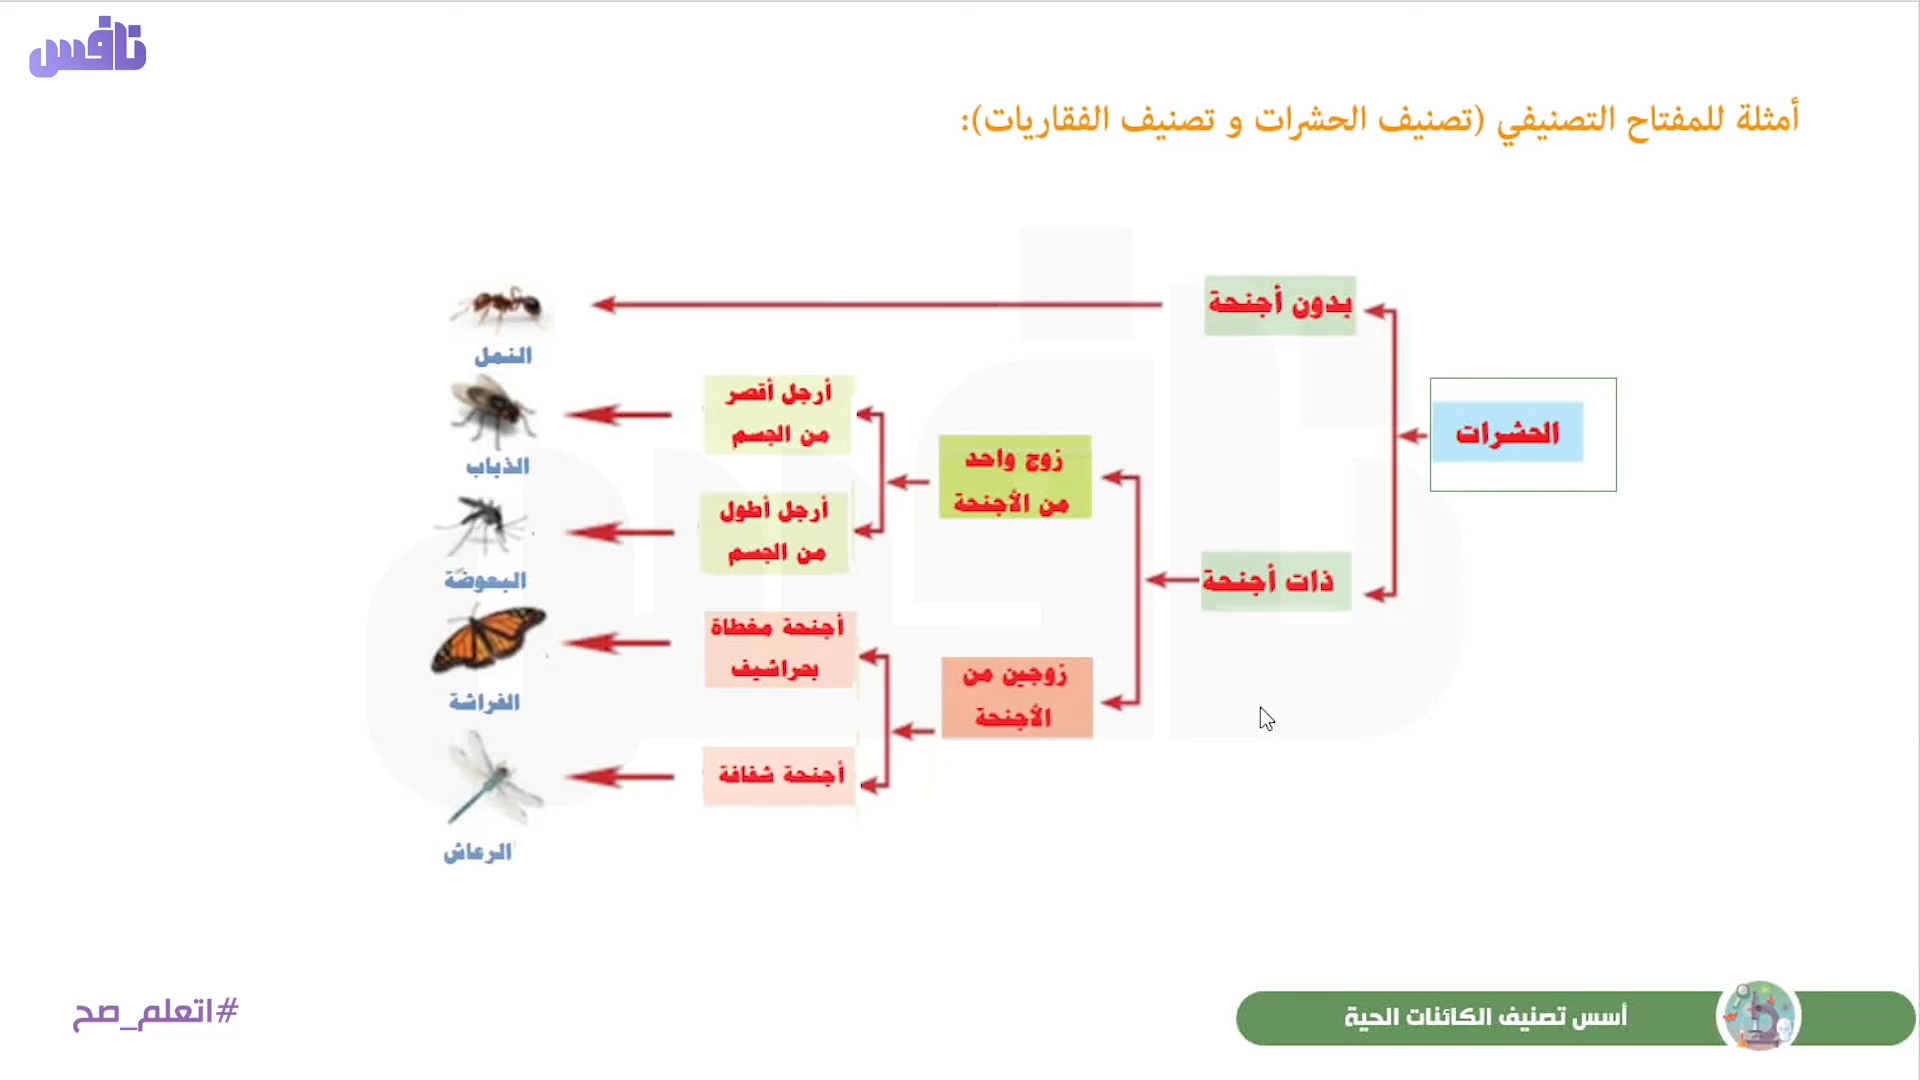 نافس
أمثلة للمفتاح التصنيفي (تصنيف الحشرات و تصنيف الفقاريات):
الحشرات
بدون أجنحة
ذات أجنحة
زوج واحد
من الأجنحة
زوجين من
الأجنحة
أرجل أقصر
من الجسم
أرجل أطول
من الجسم
أجنحة مغطاة
بحراشيف
أجنحة شفافة
النمل
الذباب
البعوضة
الفراشة
الرعاش
أسس تصنيف الكائنات الحية
#اتعلم_صح